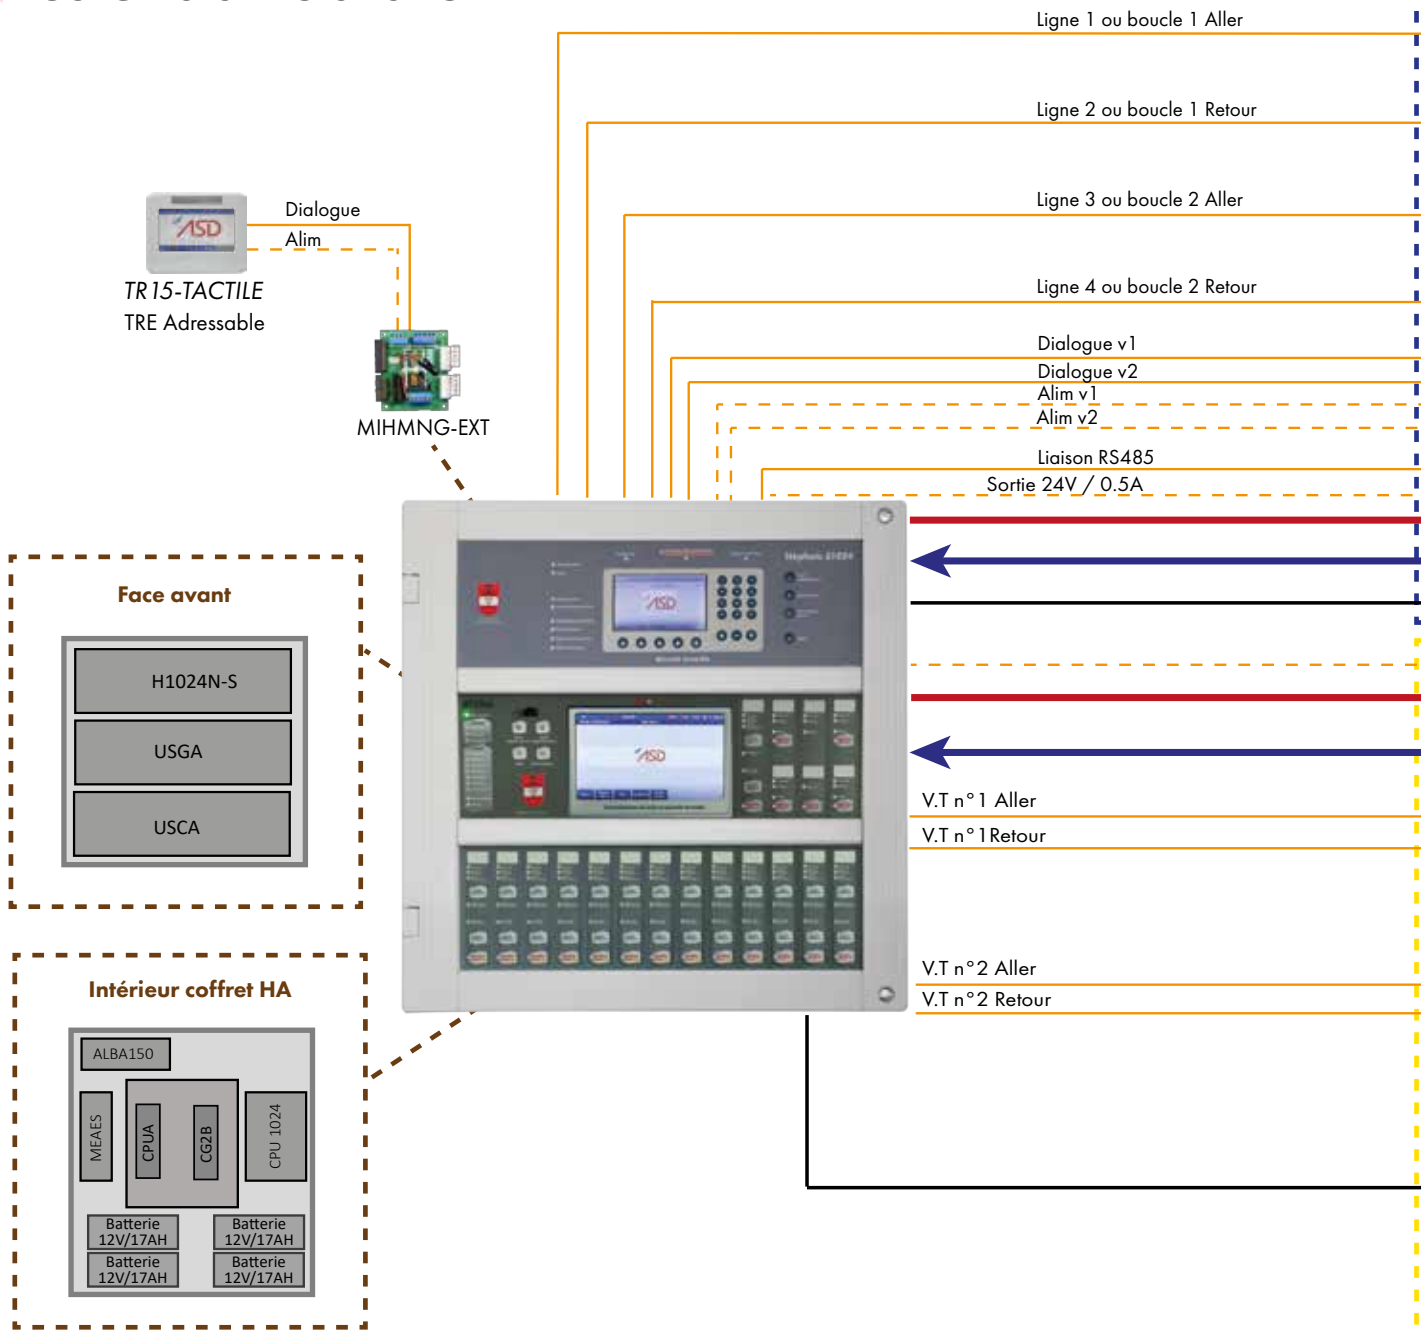 Ligne 1 ou boucle 1 Aller
Ligne 2 ou boucle 1 Retour
Ligne 3 ou boucle 2 Aller
Ligne 4 ou boucle 2 Retour
Dialogue
Alim
ASD
TR15-TACTILE
TRE Adressable
MIHMNG-EXT
Dialogue v1
Dialogue v2
Alim v1
Alim v2
Liaison RS485
Sortie 24V / 0.5A
Face avant
H1024N-S
USGA
USCA
ASD
ASD
V.T n°1 Aller
V.T n°1Retour
V.T n°2 Aller
V.T n°2 Retour
Intérieur coffret HA
ALBA150
MEAES
CPUA
CG2B
CPU 1024
Batterie
12V/17AH
Batterie
12V/17AH
Batterie
12V/17AH
Batterie
12V/17AH